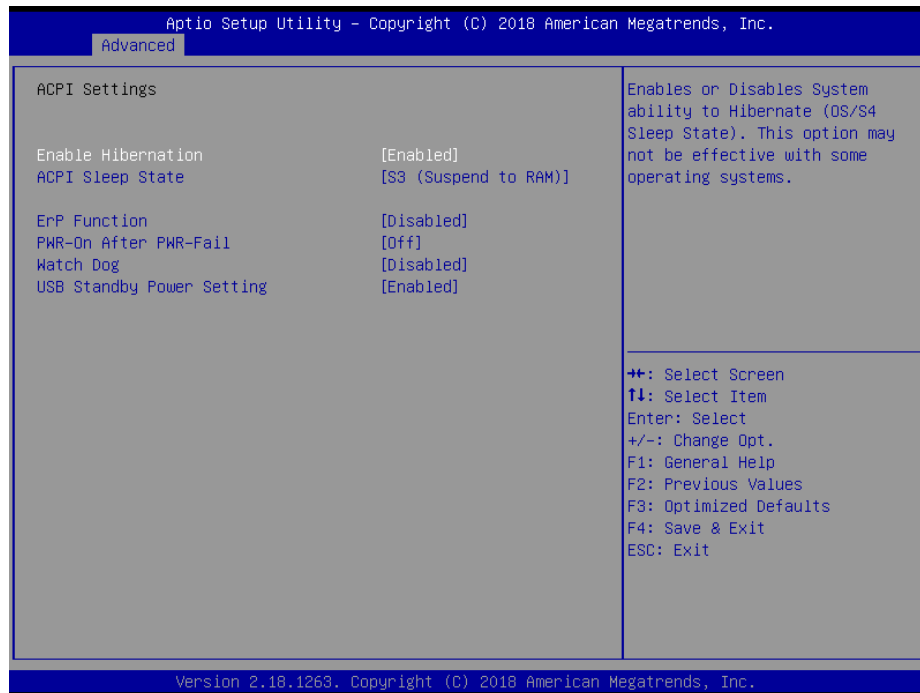 Aptio Setup Utility – Copyright (C) 2018 American Megatrends, Inc.
Advanced
ACPI Settings
Enable Hibernation [Enabled]
ACPI Sleep State [S3 (Suspend to RAM)]
ErP Function [Disabled]
PWR-On After PWR-Fail [Off]
Watch Dog [Disabled]
USB Standby Power Setting [Enabled]
Enables or Disables System
ability to Hibernate (OS/S4
Sleep State). This option may
not be effective with some
operating systems.
→←: Select Screen
↑↓: Select Item
Enter: Select
+/-: Change Opt.
F1: General Help
F2: Previous Values
F3: Optimized Defaults
F4: Save & Exit
ESC: Exit
Version 2.18.1263. Copyright (C) 2018 American Megatrends, Inc.